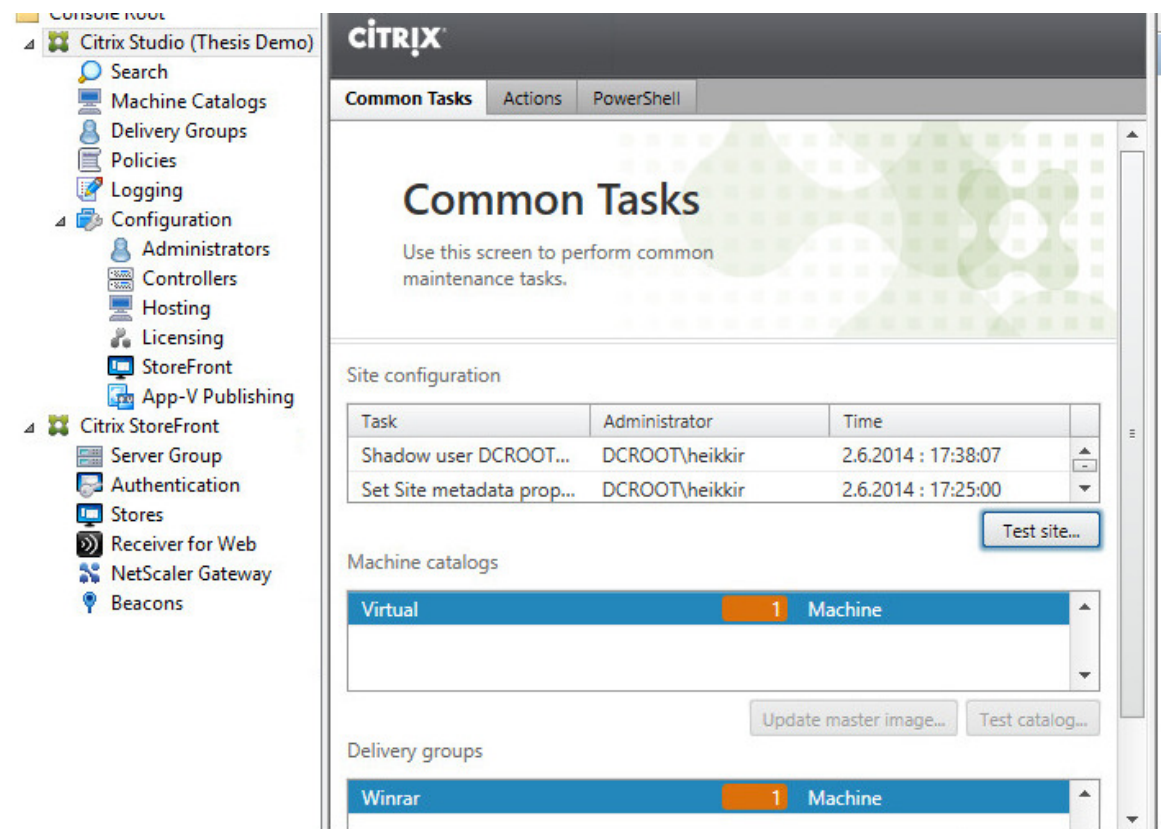 Console Root
Citrix Studio (Thesis Demo)
Search
Machine Catalogs
Delivery Groups
Policies
Logging
Configuration
Administrators
Controllers
Hosting
Licensing
StoreFront
App-V Publishing
Citrix StoreFront
Server Group
Authentication
Stores
Receiver for Web
NetScaler Gateway
Beacons
CITRIX
Common Tasks Actions PowerShell
Common Tasks
Use this screen to perform common
maintenance tasks.
Site configuration
Task Administrator Time
Shadow user DCROOT... DCROOT\heikkir 2.6.2014 : 17:38:07
Set Site metadata prop... DCROOT\heikkir 2.6.2014 : 17:25:00
Test site...
Machine catalogs
Virtual 1 Machine
Update master image... Test catalog...
Delivery groups
Winrar 1 Machine